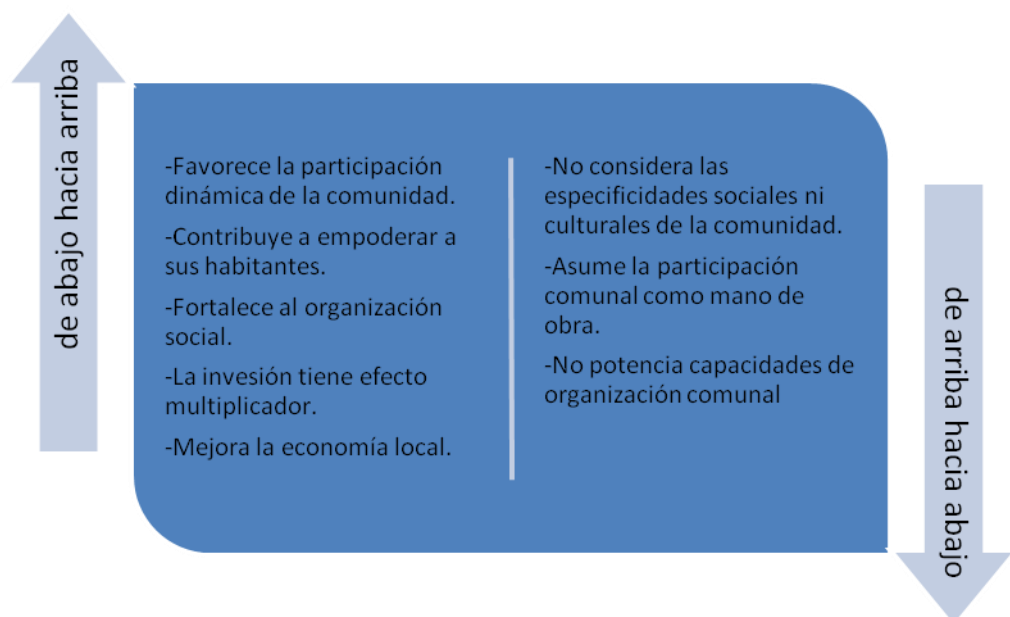 de abajo hacia arriba
-Favorece la participación
dinámica de la comunidad.
-Contribuye a empoderar a
sus habitantes.
-Fortalece al organización
social.
-La invesión tiene efecto
multiplicador.
-Mejora la economía local.
-No considera las
especificidades sociales ni
culturales de la comunidad.
-Asume la participación
comunal como mano de
obra.
-No potencia capacidades de
organización comunal
de arriba hacia abajo